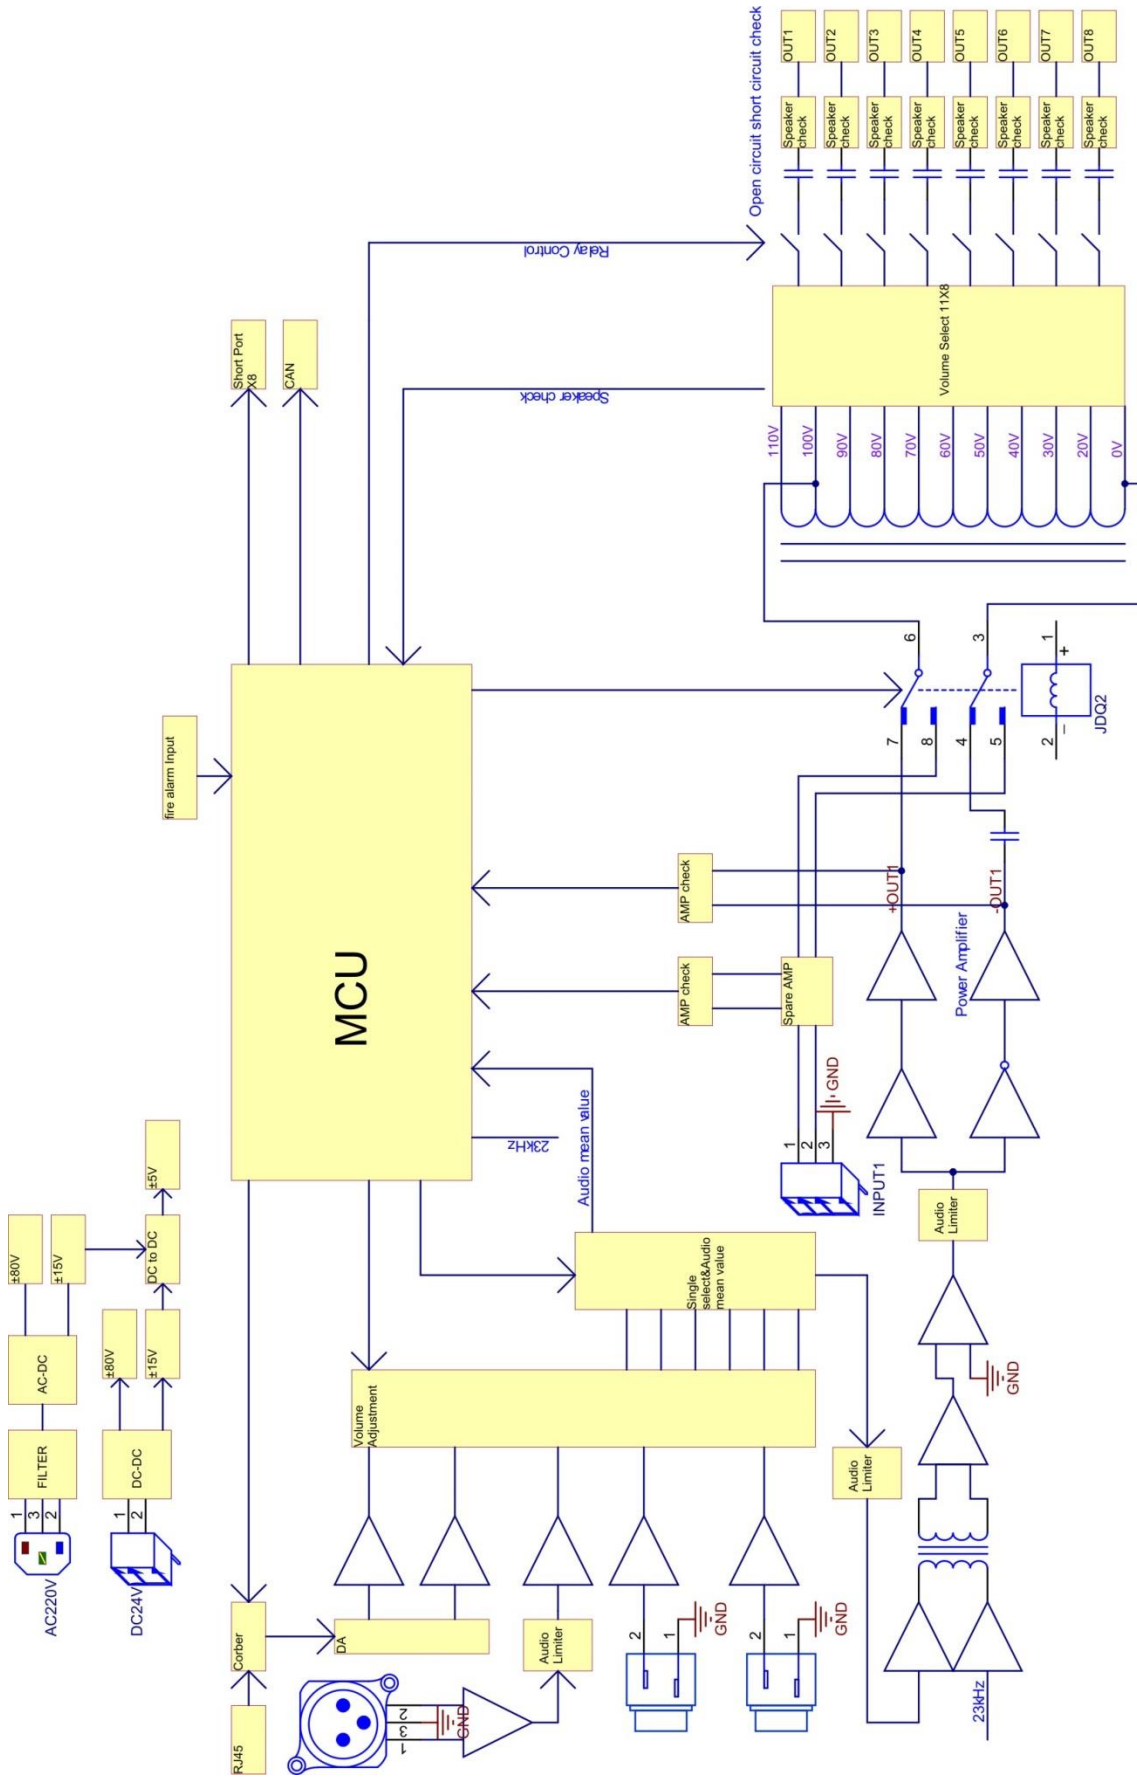 AC220V
1
3
2
FILTER
AC-DC
±80V
±15V
DC24V
1
2
DC-DC
±80V
±15V
DC to DC
±5V
fire alarm Input
RJ45
Corber
MCU
Short Port
X8
CAN
1
3
2
GND
DA
Audio
Limiter
Volume
Adjustment
2
1
GND
2
1
GND
Single
select&Audio
mean value
Audio mean value
23kHz
AMP check
AMP check
Speaker check
Relay Control
INPUT1
1
2
3
GND
Spare AMP
Audio
Limiter
23kHz
GND
Audio
Limiter
Power Amplifier
+OUT1
-OUT1
7
8
6
4
5
3
2
1
−
+
JDQ2
110V
100V
90V
80V
70V
60V
50V
40V
30V
20V
0V
Volume Select 11X8
Open circuit short circuit check
Speaker
check
OUT1
Speaker
check
OUT2
Speaker
check
OUT3
Speaker
check
OUT4
Speaker
check
OUT5
Speaker
check
OUT6
Speaker
check
OUT7
Speaker
check
OUT8